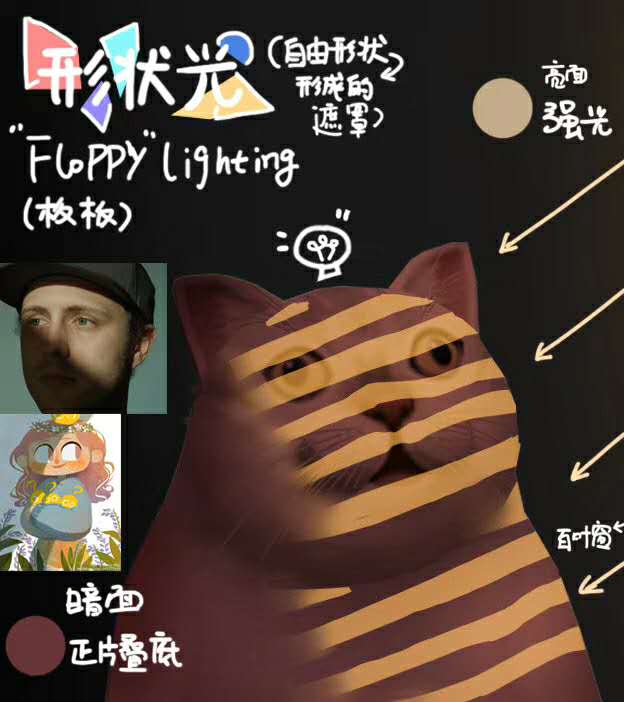 形状光
(自由形状
形成的
遮罩)
"FLOPPY" lighting
(板板)
亮面
强光
百叶窗
暗面
正片叠底